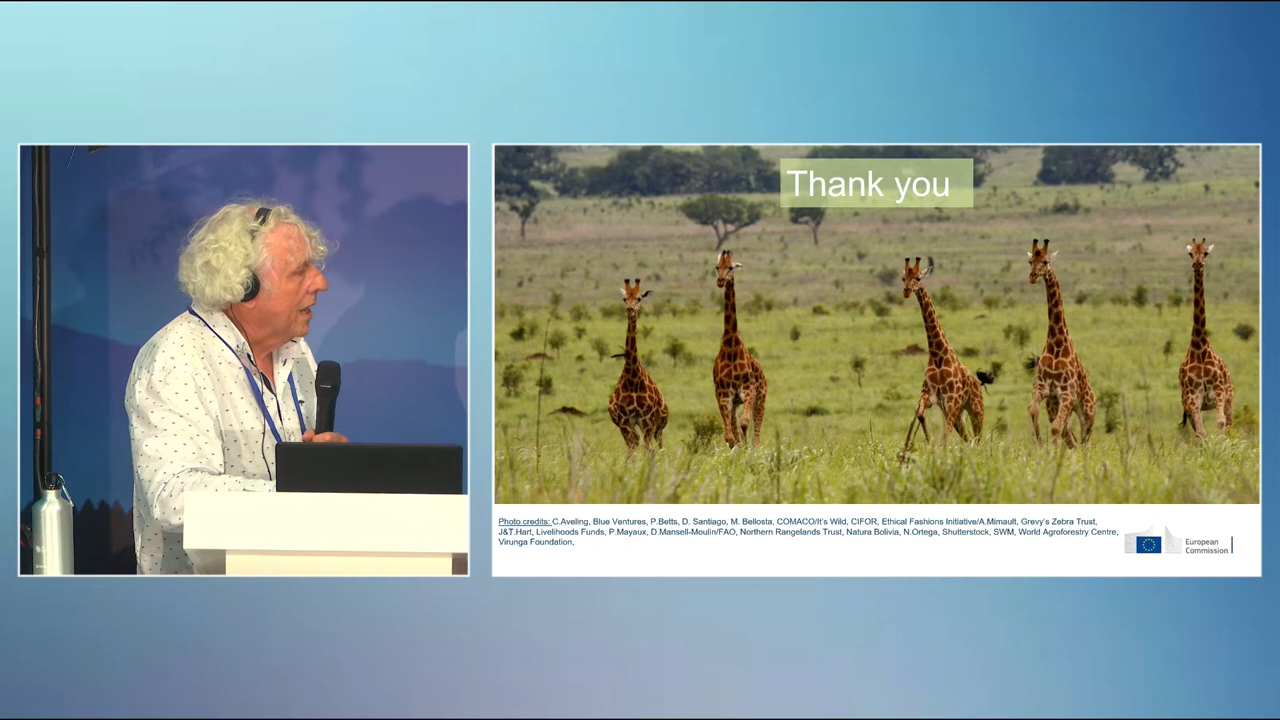 Thank you
Photo credits: C.Aveling, Blue Ventures, P.Betts, D. Santiago, M. Bellosta, COMACO/It's Wild, CIFOR, Ethical Fashions Initiative/A.Mimault, Grevy's Zebra Trust,
J&T.Hart, Livelihoods Funds, P.Mayaux, D.Mansell-Moulin/FAO, Northern Rangelands Trust, Natura Bolivia, N.Ortega, Shutterstock, SWM, World Agroforestry Centre,
Virunga Foundation,
European
Commission